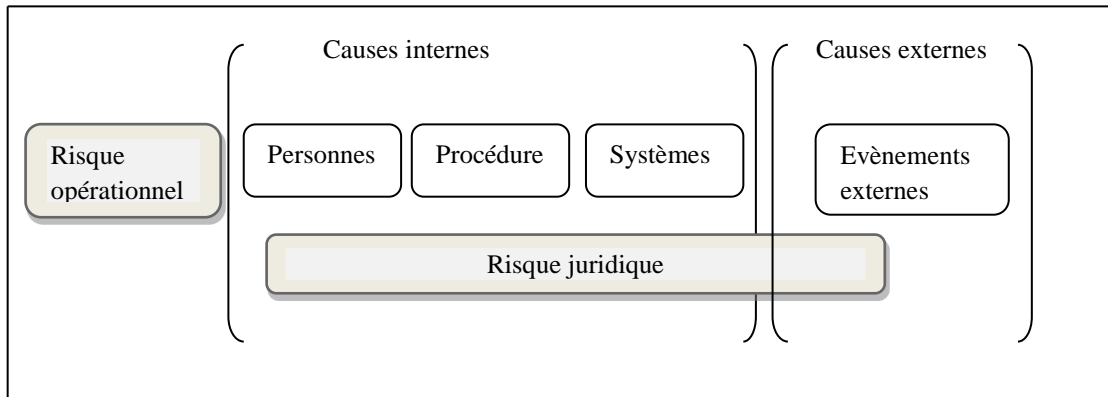 Causes internes
Causes externes
Risque
opérationnel
Personnes
Procédure
Systèmes
Evènements
externes
Risque juridique